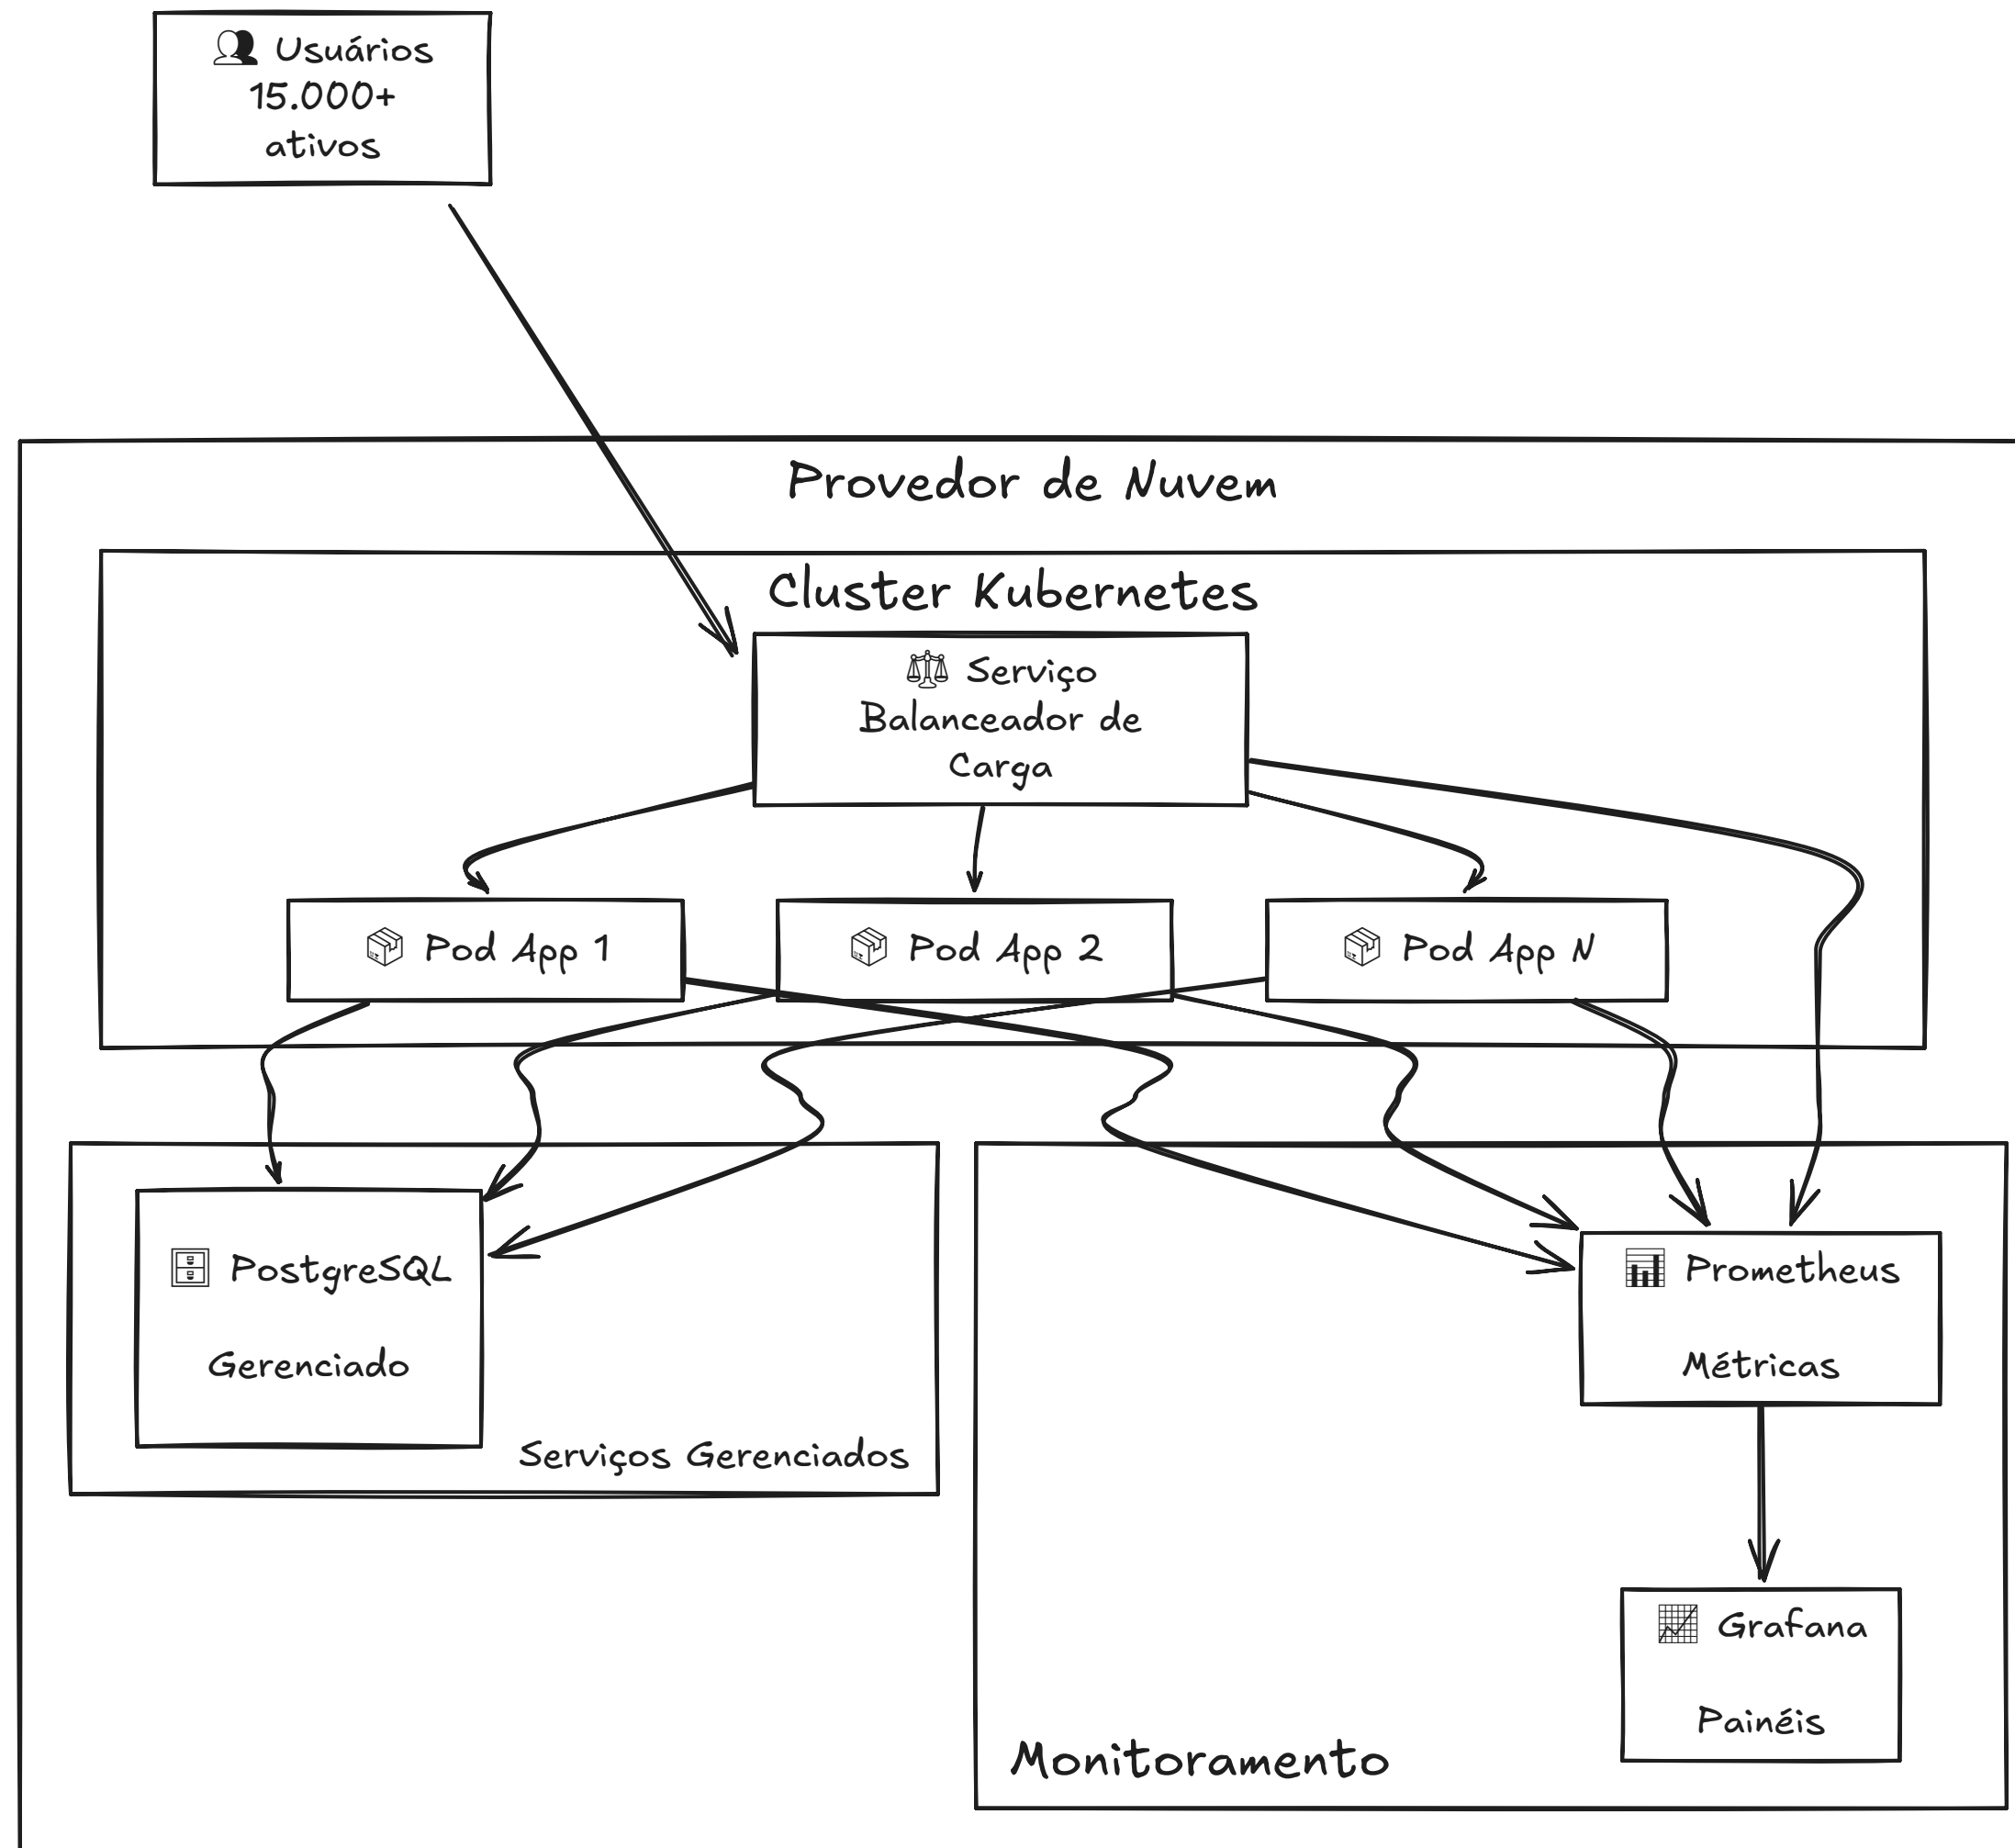 Usuários
15.000+
ativos
Provedor de Nuvem
Cluster Kubernetes
Serviço
Balanceador de
Carga
Pod App 1
Pod App 2
Pod App N
PostgreSQL
Gerenciado
Serviços Gerenciados
Prometheus
Métricas
Grafana
Painéis
Monitoramento